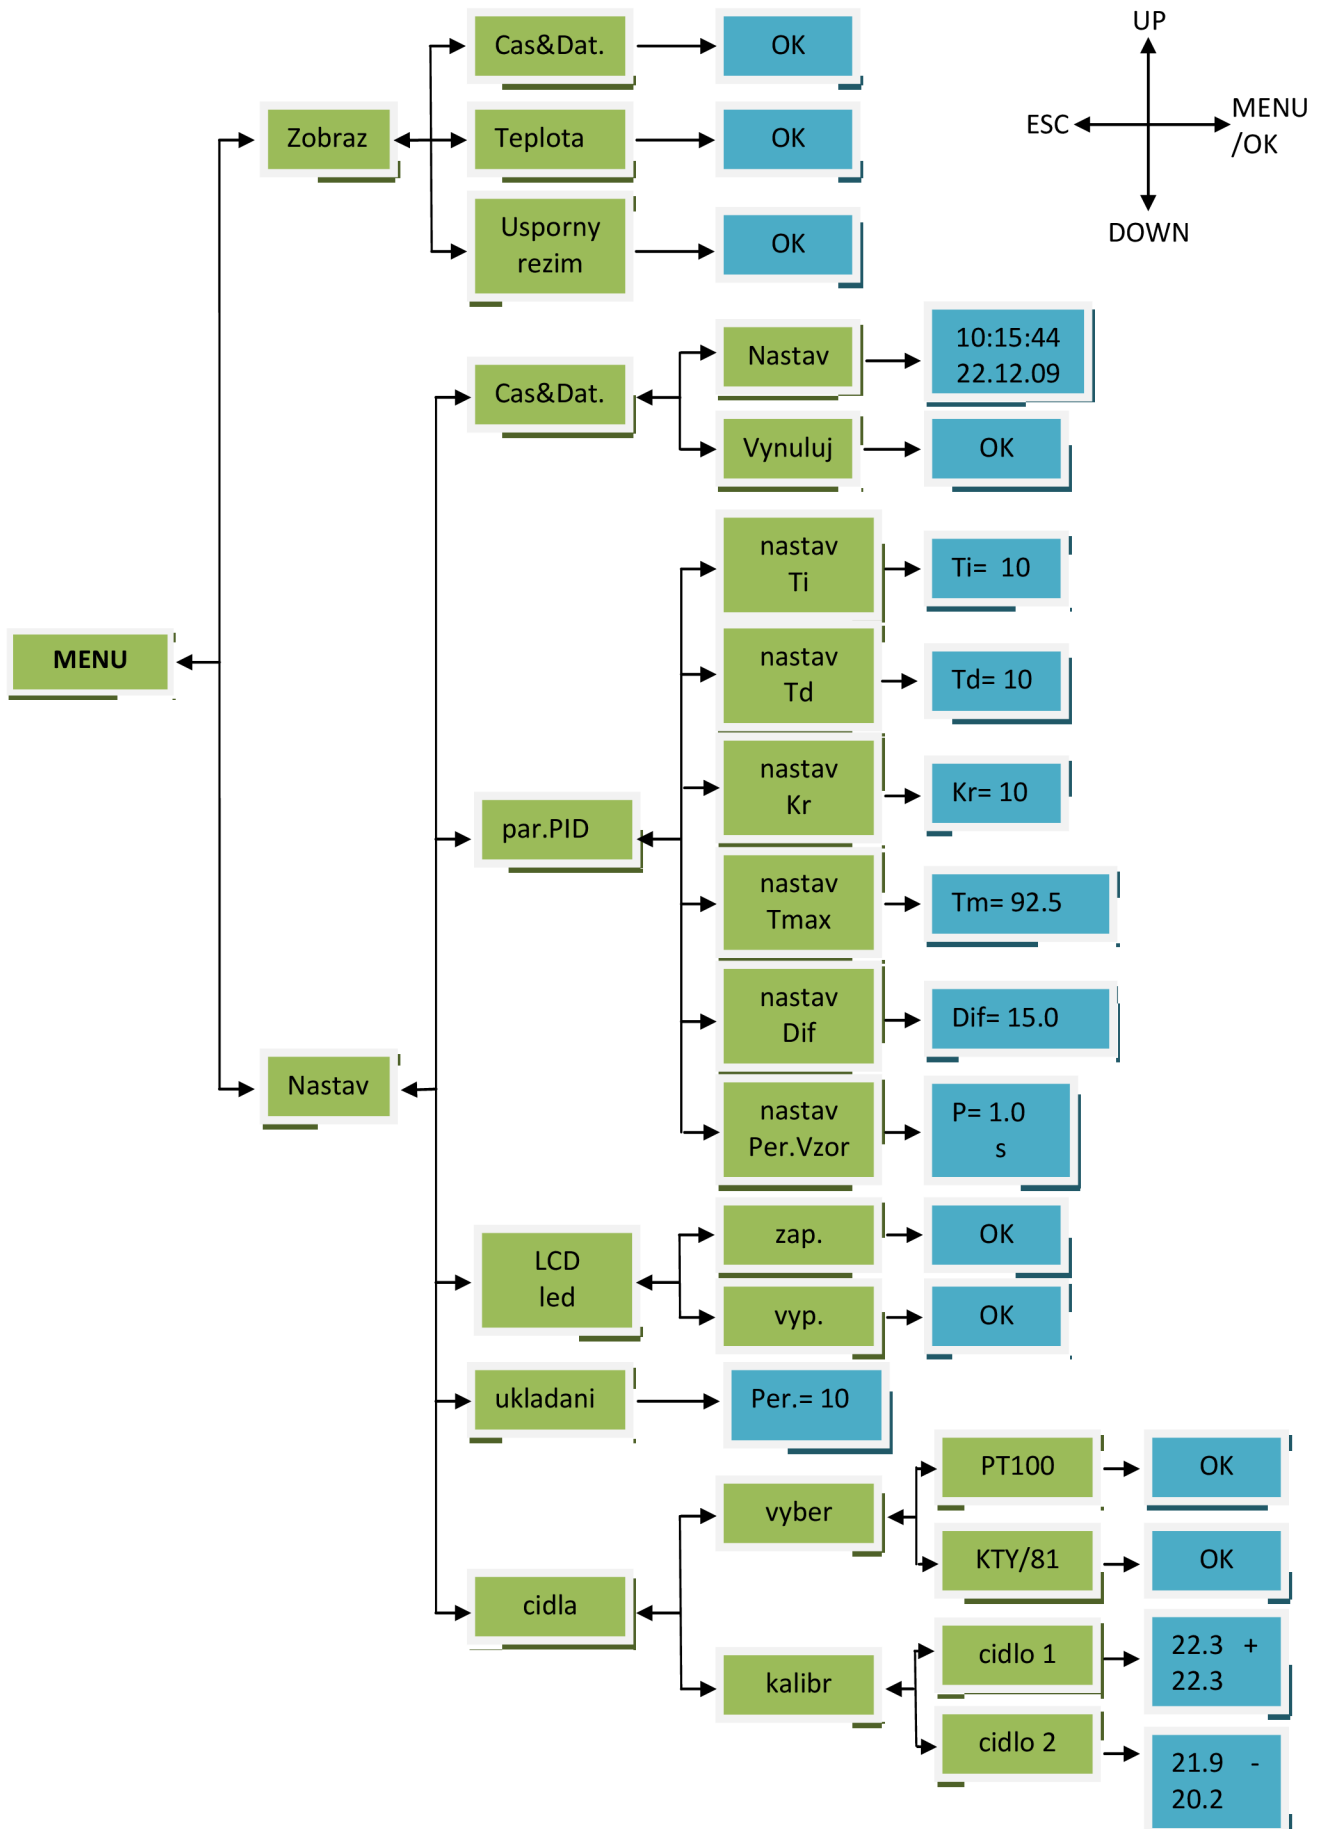 UP
Cas&Dat.
OK
MENU
/OK
ESC
Zobraz
Teplota
OK
DOWN
Usporny
rezim
OK
Nastav
10:15:44
22.12.09
Cas&Dat.
Vynuluj
OK
nastav
Ti
Ti= 10
MENU
nastav
Td
Td= 10
nastav
Kr
Kr= 10
par.PID
nastav
Tmax
Tm= 92.5
nastav
Dif
Dif= 15.0
Nastav
nastav
Per.Vzor
P= 1.0
s
LCD
led
zap.
OK
vyp.
OK
ukladani
Per.= 10
PT100
OK
vyber
KTY/81
OK
cidla
cidlo 1
22.3 +
22.3
kalibr
cidlo 2
21.9 -
20.2